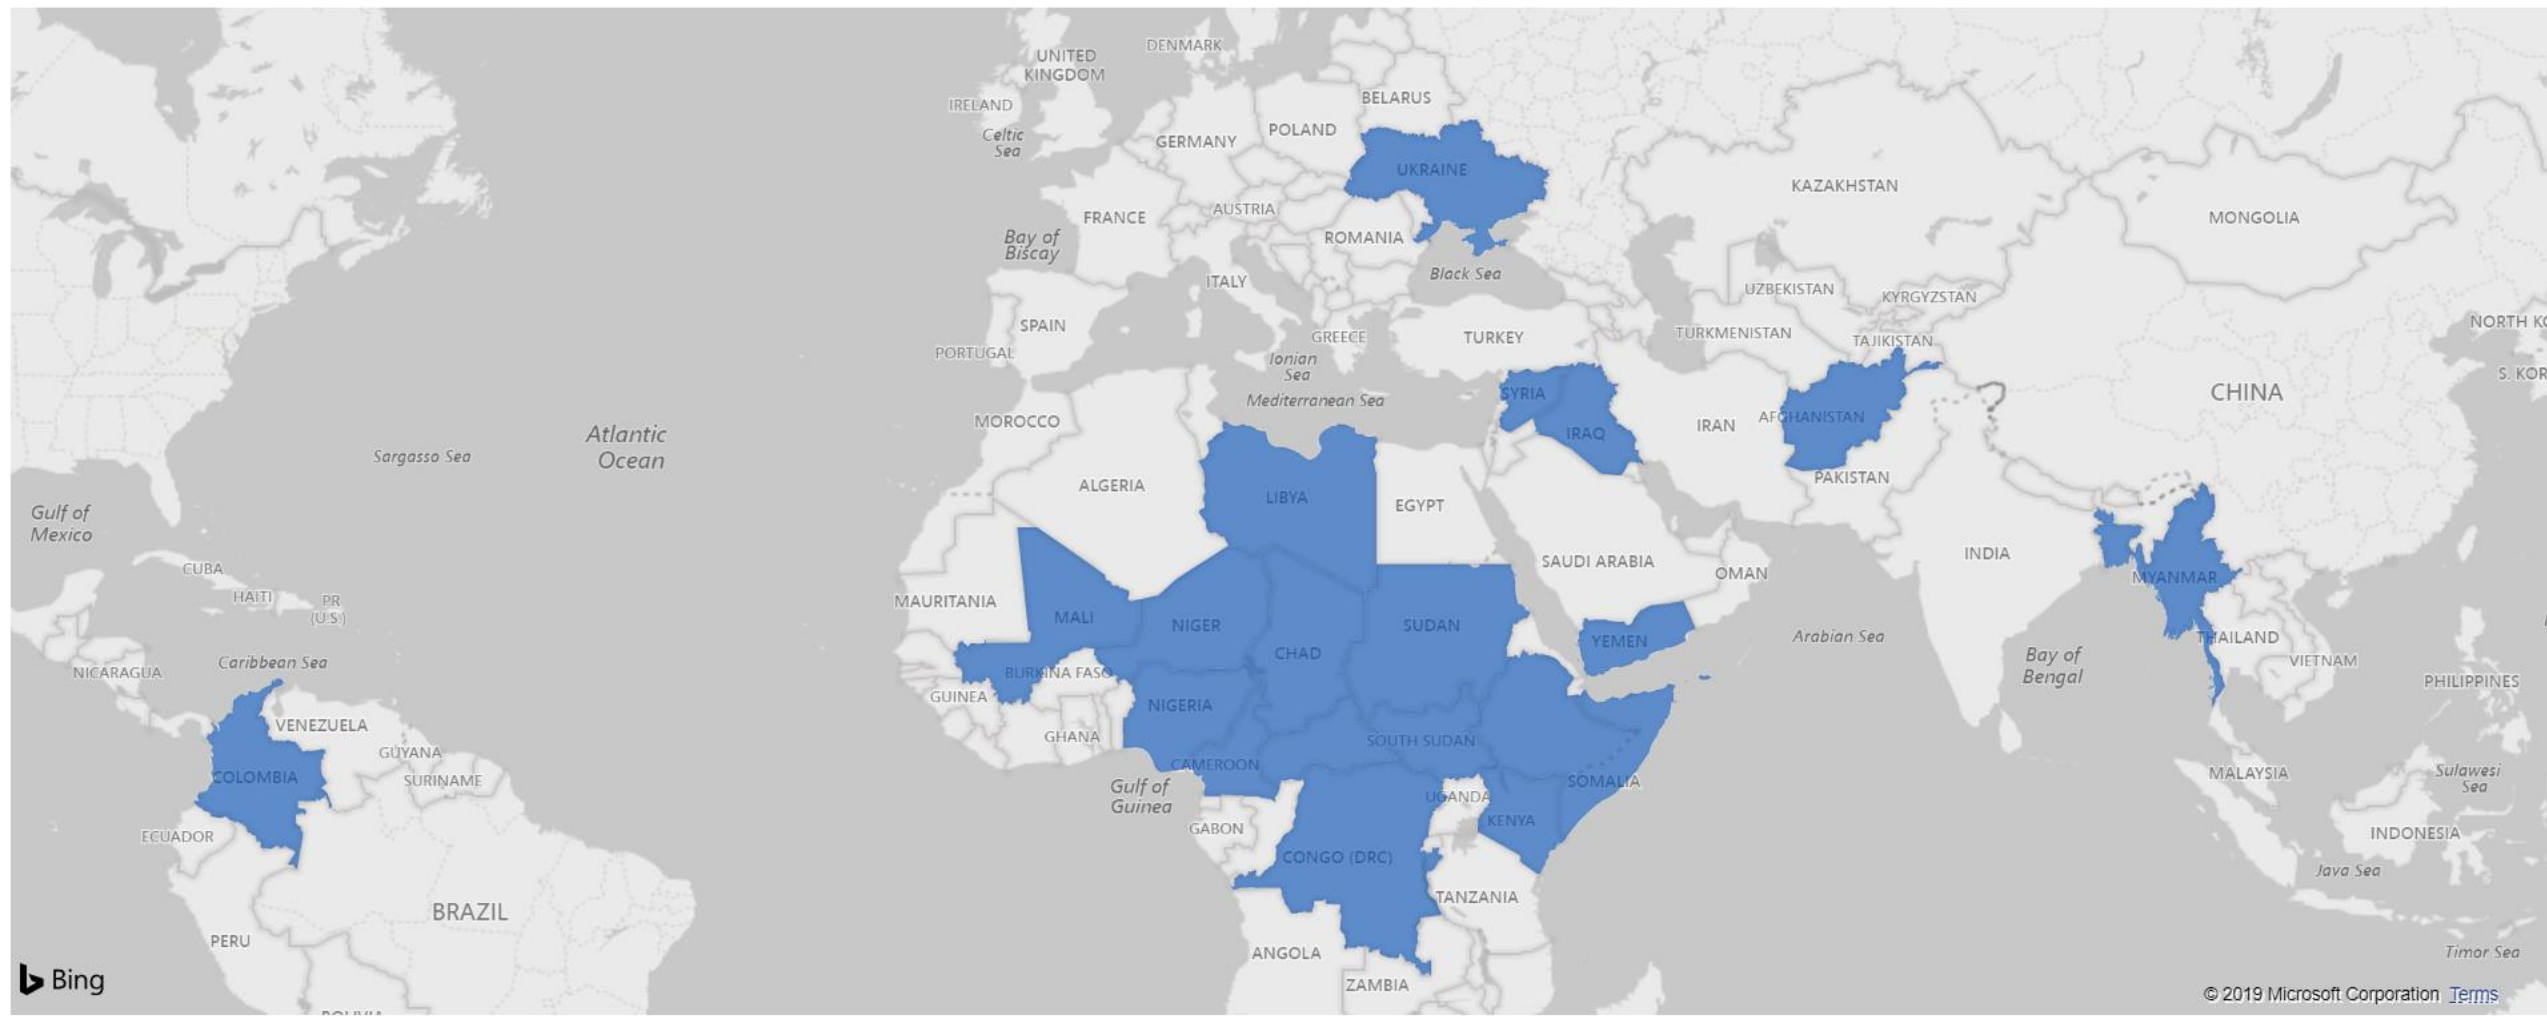 UNITED
KINGDOM
DENMARK
IRELAND
Celtic
Sea
BELARUS
POLAND
GERMANY
UKRAINE
KAZAKHSTAN
MONGOLIA
FRANCE
AUSTRIA
ROMANIA
Bay of
Biscay
Black Sea
ITALY
UZBEKISTAN
KYRGYZSTAN
SPAIN
PORTUGAL
GREECE
TURKEY
TURKMENISTAN
TAJIKISTAN
NORTH KO
S. KOR
Ionian
Sea
Mediterranean Sea
SYRIA
CHINA
MOROCCO
IRAQ
IRAN
AFGHANISTAN
Atlantic
Ocean
Sargasso Sea
PAKISTAN
ALGERIA
LIBYA
EGYPT
Gulf of
Mexico
SAUDI ARABIA
OMAN
INDIA
MYANMAR
CUBA
HAITI
PR
(U.S.)
MAURITANIA
MALI
NIGER
SUDAN
CHAD
YEMEN
Arabian Sea
THAILAND
VIETNAM
Bay of
Bengal
PHILIPPINES
NICARAGUA
Caribbean Sea
BURKINA FASO
GUINEA
NIGERIA
GHANA
VENEZUELA
GUYANA
SURINAME
COLOMBIA
SOUTH SUDAN
CAMEROON
SOMALIA
MALAYSIA
Sulawesi
Sea
Gulf of
Guinea
UGANDA
KENYA
GABON
ECUADOR
INDONESIA
CONGO (DRC)
Java Sea
TANZANIA
BRAZIL
PERU
ANGOLA
ZAMBIA
Timor Sea
Bing
BOLIVIA
© 2019 Microsoft Corporation Terms